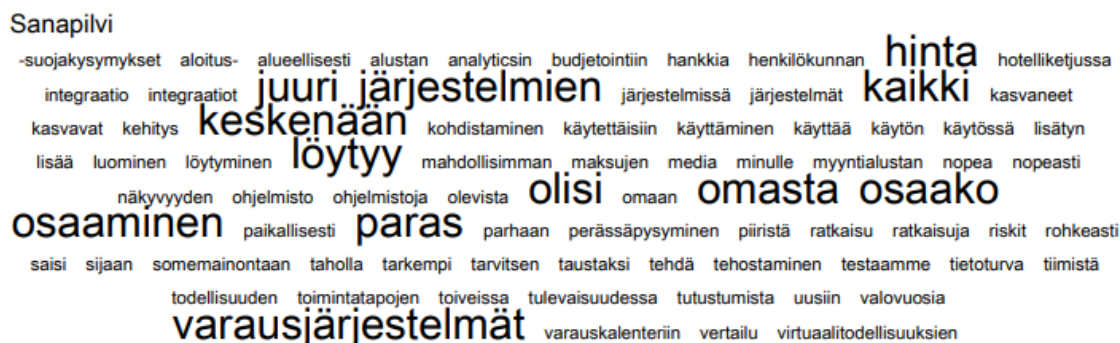 Sanapilvi
-suojakysymykset aloitus- alueellisesti alustan analyticsin budjetointiin hankkia henkilökunnan hinta hotelliketjussa
integraatio integraatiot juuri järjestelmien järjestelmissä järjestelmät kaikki kasvaneet
kasvavat kehitys keskenään kohdistaminen käytettäisiin käyttäminen käyttää käytön käytössä lisätyn
lisää luominen löytyminen löytyy mahdollisimman maksujen media minulle myyntialustan nopea nopeasti
näkyvyyden ohjelmisto ohjelmistoja olevista olisi omaan omasta osaako
osaaminen paikallisesti paras parhaan perässäpysyminen piiristä ratkaisu ratkaisuja riskit rohkeasti
saisi sijaan somemainontaan taholla tarkempi tarvitsen taustaksi tehdä tehostaminen testaamme tietoturva tiimistä
todellisuuden toimintatapojen toiveissa tulevaisuudessa tutustumista uusiin valovuosia
varausjärjestelmät varauskalenteriin vertailu virtuaalitodellisuuksien